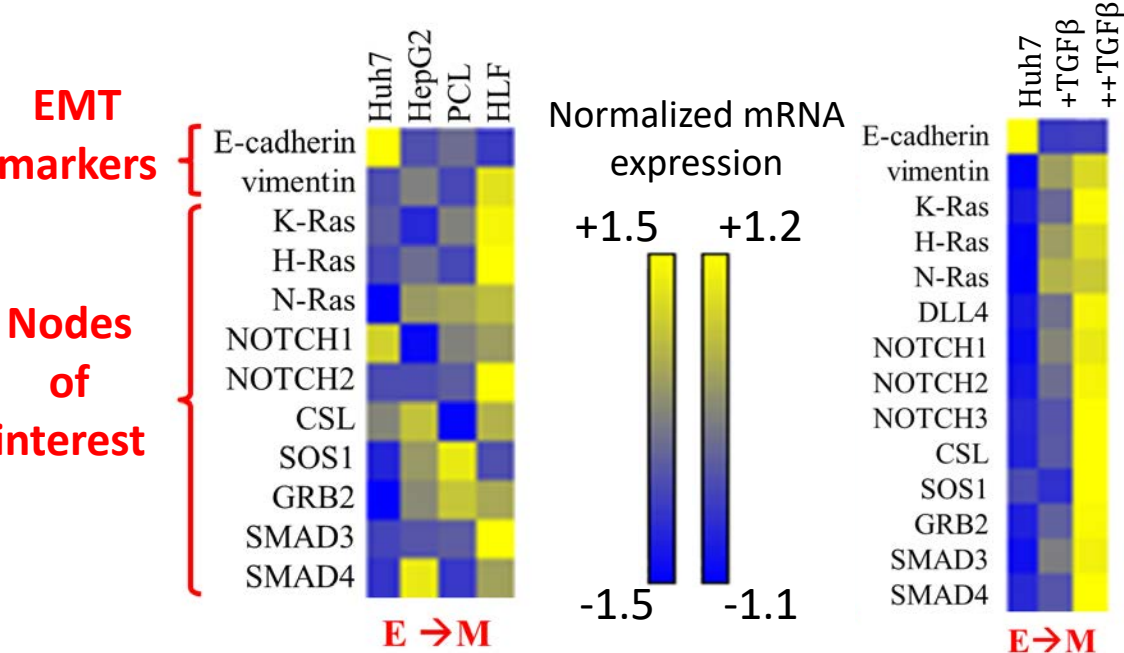 EMT
markers
Huh7
HepG2
PCL
HLF
E-cadherin
vimentin
K-Ras
H-Ras
N-Ras
NOTCH1
NOTCH2
CSL
SOS1
GRB2
SMAD3
SMAD4
Nodes
of
interest
E → M
Normalized mRNA
expression
+1.5 +1.2
-1.5 -1.1
Huh7
+TGFβ
++TGFβ
E-cadherin
vimentin
K-Ras
H-Ras
N-Ras
DLL4
NOTCH1
NOTCH2
NOTCH3
CSL
SOS1
GRB2
SMAD3
SMAD4
E→M